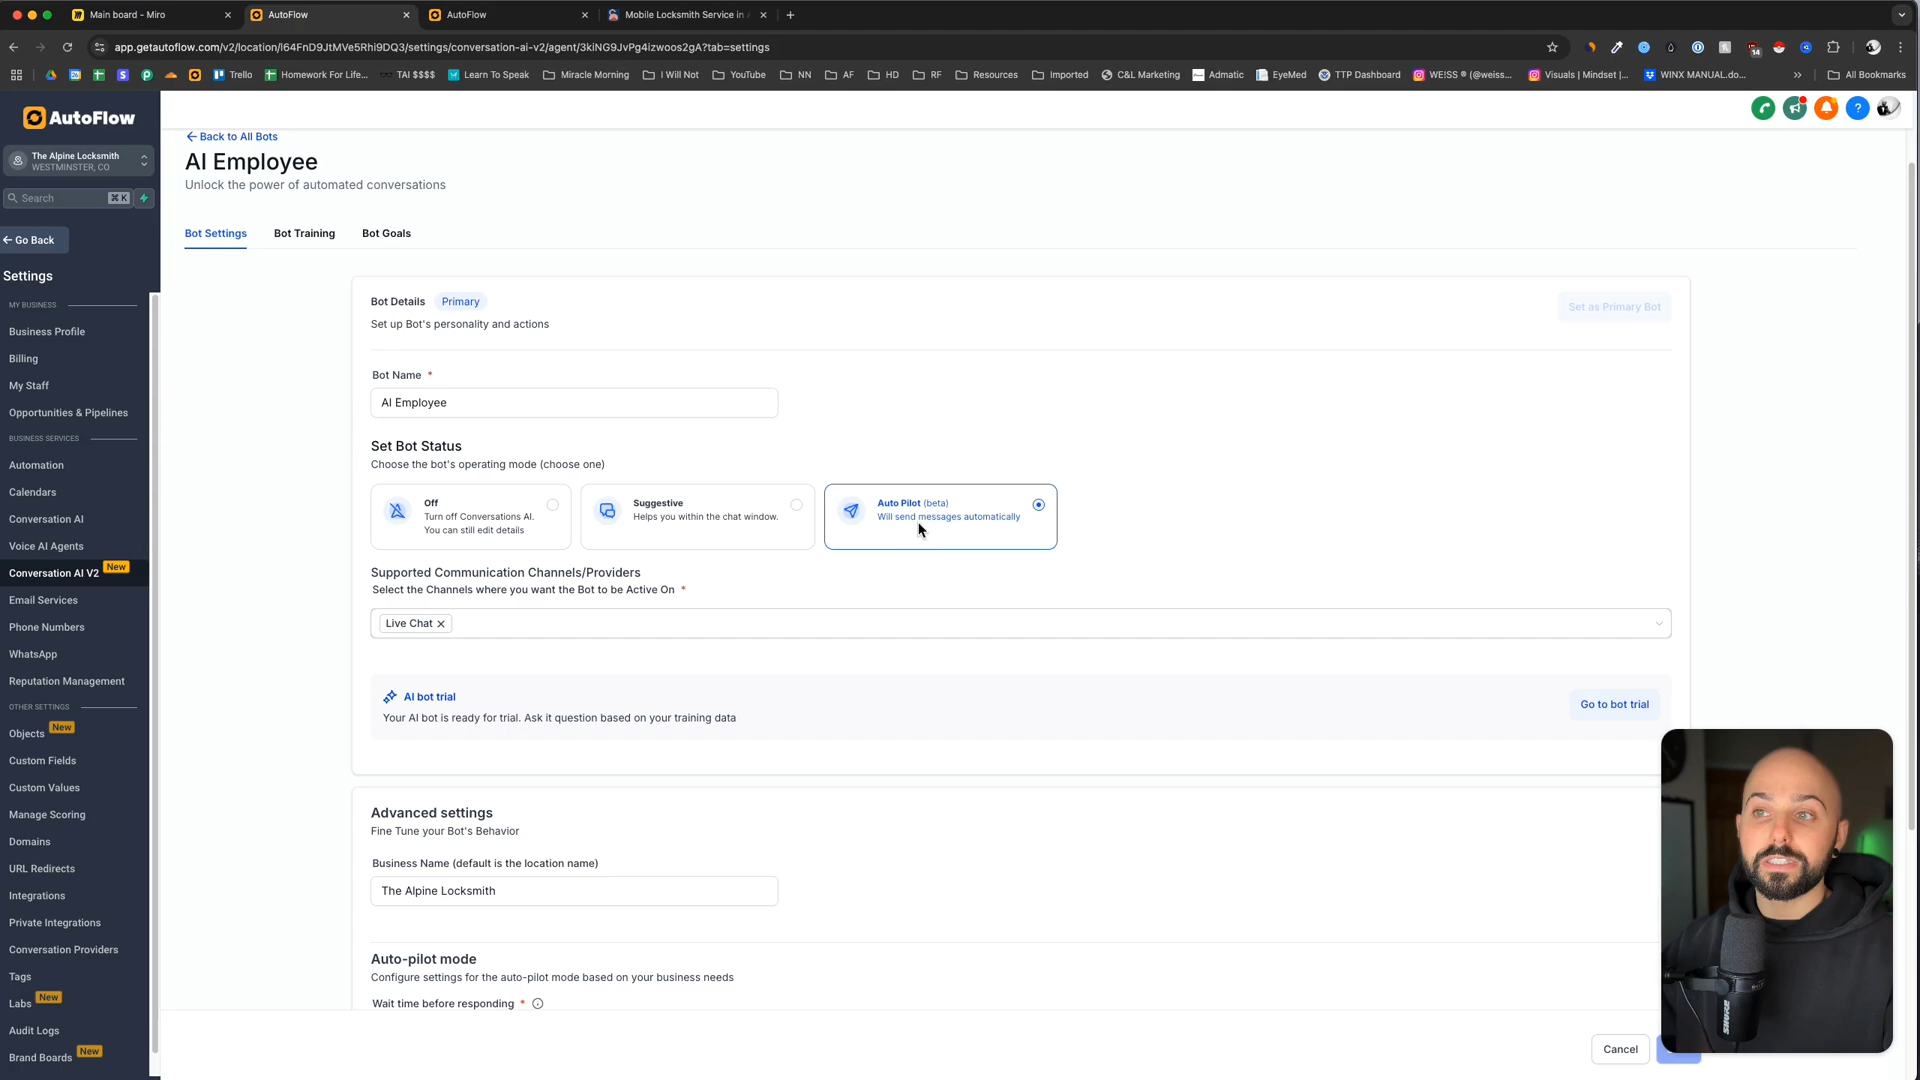 Main board - Miro
AutoFlow
AutoFlow
Mobile Locksmith Service in
app.getautoflow.com/v2/location/l64FnD9JtMVe5Rhi9DQ3/settings/conversation-ai-v2/agent/3kiNG9JvPg4izwoos2gA?tab=settings
14
Trello
Homework For Life...
TAI $$$$
Learn To Speak
Miracle Morning
I Will Not
YouTube
NN
AF
HD
RF
Resources
Imported
C&L Marketing
Admatic
EyeMed
TTP Dashboard
WE!SS ® (@weiss...
Visuals | Mindset |...
WINX MANUAL.do...
All Bookmarks
AutoFlow
The Alpine Locksmith
WESTMINSTER, CO
Search
⌘ K
Go Back
Settings
MY BUSINESS
Business Profile
Billing
My Staff
Opportunities & Pipelines
BUSINESS SERVICES
Automation
Calendars
Conversation AI
Voice AI Agents
Conversation AI V2 New
Email Services
Phone Numbers
WhatsApp
Reputation Management
OTHER SETTINGS
Objects New
Custom Fields
Custom Values
Manage Scoring
Domains
URL Redirects
Integrations
Private Integrations
Conversation Providers
Tags
Labs New
Audit Logs
Brand Boards New
Back to All Bots
AI Employee
Unlock the power of automated conversations
Bot Settings
Bot Training
Bot Goals
Bot Details Primary
Set up Bot's personality and actions
Set as Primary Bot
Bot Name *
AI Employee
Set Bot Status
Choose the bot's operating mode (choose one)
Off
Turn off Conversations AI.
You can still edit details
Suggestive
Helps you within the chat window.
Auto Pilot (beta)
Will send messages automatically
Supported Communication Channels/Providers
Select the Channels where you want the Bot to be Active On *
Live Chat
AI bot trial
Your AI bot is ready for trial. Ask it question based on your training data
Go to bot trial
Advanced settings
Fine Tune your Bot's Behavior
Business Name (default is the location name)
The Alpine Locksmith
Auto-pilot mode
Configure settings for the auto-pilot mode based on your business needs
Wait time before responding *
Cancel
SHURE